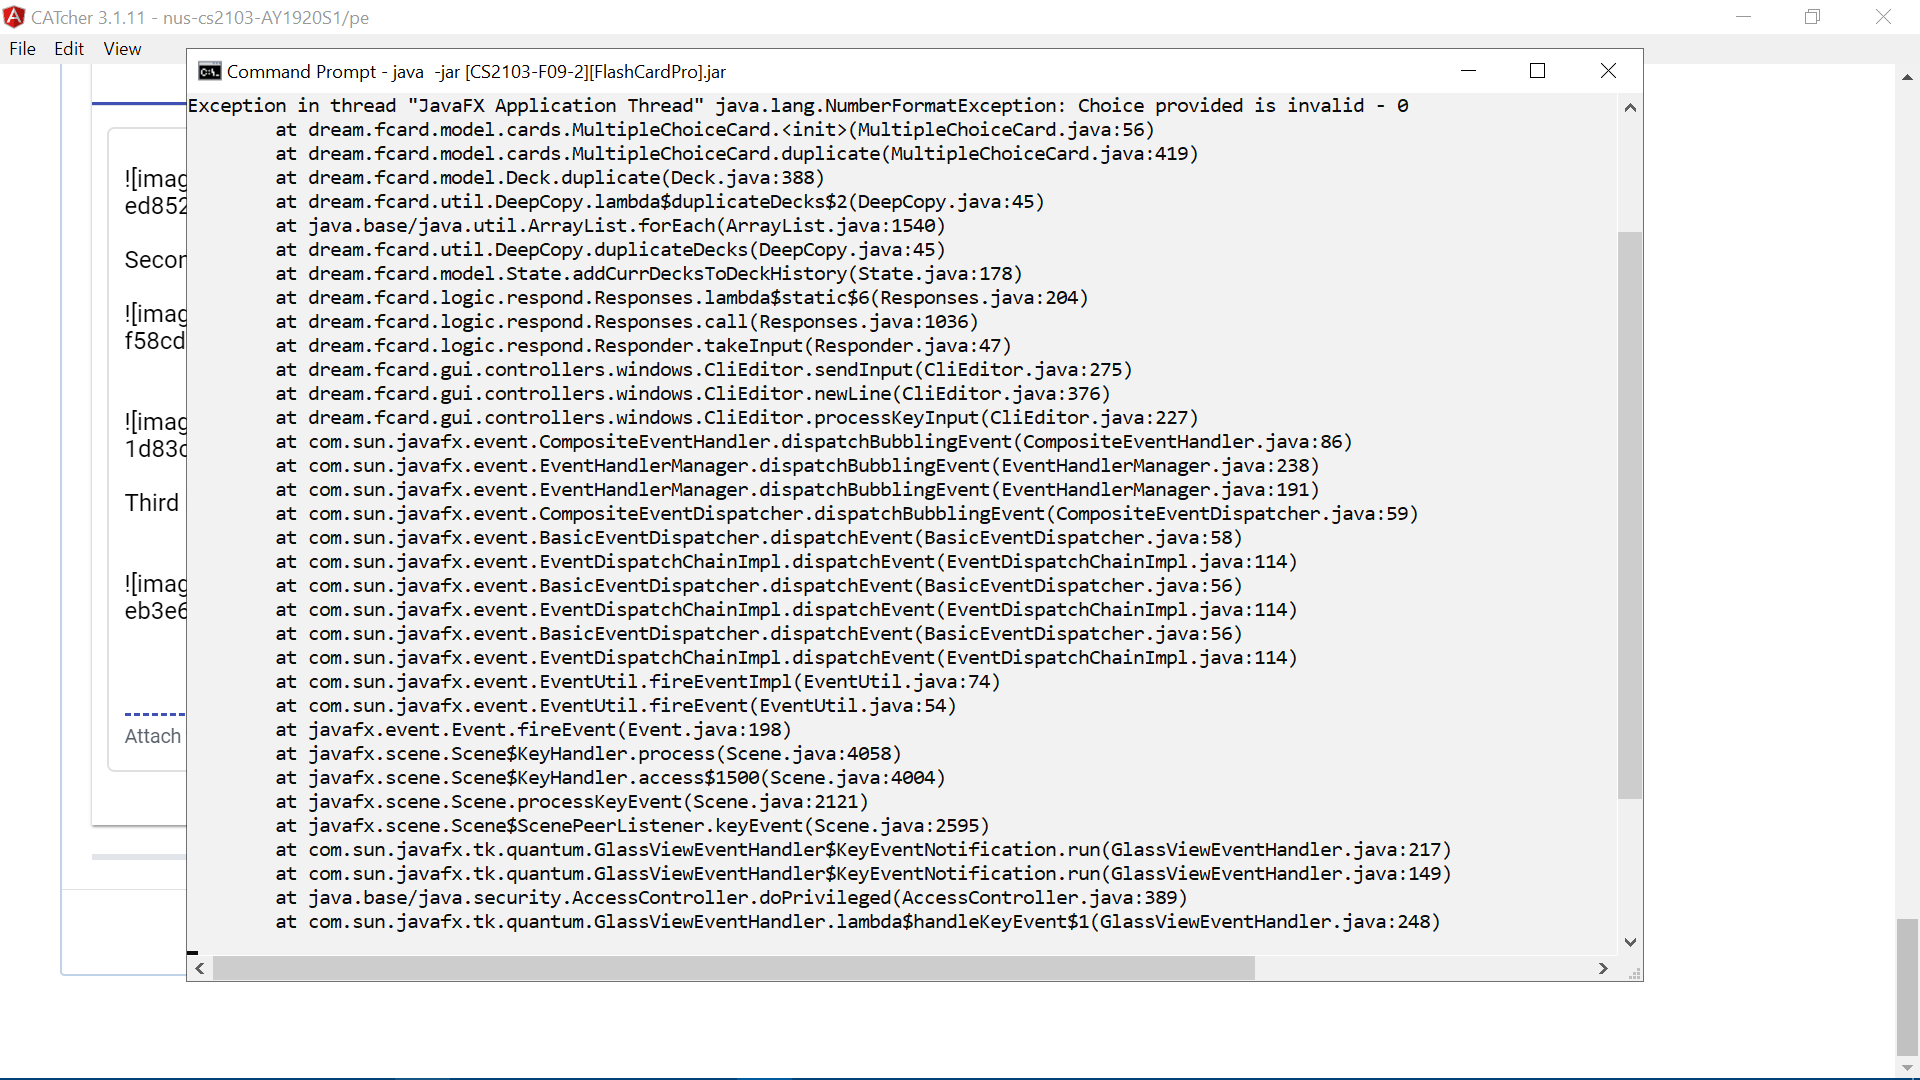 CATcher 3.1.11 - nus-cs2103-AY1920S1/pe
File Edit View
Command Prompt - java -jar [CS2103-F09-2][FlashCardPro].jar
Exception in thread "JavaFX Application Thread" java.lang.NumberFormatException: Choice provided is invalid - 0
at dream.fcard.model.cards.MultipleChoiceCard.<init>(MultipleChoiceCard.java:56)
at dream.fcard.model.cards.MultipleChoiceCard.duplicate(MultipleChoiceCard.java:419)
at dream.fcard.model.Deck.duplicate(Deck.java:388)
at dream.fcard.util.DeepCopy.lambda$duplicateDecks$2(DeepCopy.java:45)
at java.base/java.util.ArrayList.forEach(ArrayList.java:1540)
at dream.fcard.util.DeepCopy.duplicateDecks(DeepCopy.java:45)
at dream.fcard.model.State.addCurrDecksToDeckHistory(State.java:178)
at dream.fcard.logic.respond.Responses.lambda$static$6(Responses.java:204)
at dream.fcard.logic.respond.Responses.call(Responses.java:1036)
at dream.fcard.logic.respond.Responder.takeInput(Responder.java:47)
at dream.fcard.gui.controllers.windows.CliEditor.sendInput(CliEditor.java:275)
at dream.fcard.gui.controllers.windows.CliEditor.newLine(CliEditor.java:376)
at dream.fcard.gui.controllers.windows.CliEditor.processKeyInput(CliEditor.java:227)
at com.sun.javafx.event.CompositeEventHandler.dispatchBubblingEvent(CompositeEventHandler.java:86)
at com.sun.javafx.event.EventHandlerManager.dispatchBubblingEvent(EventHandlerManager.java:238)
at com.sun.javafx.event.EventHandlerManager.dispatchBubblingEvent(EventHandlerManager.java:191)
at com.sun.javafx.event.CompositeEventDispatcher.dispatchBubblingEvent(CompositeEventDispatcher.java:59)
at com.sun.javafx.event.BasicEventDispatcher.dispatchEvent(BasicEventDispatcher.java:58)
at com.sun.javafx.event.EventDispatchChainImpl.dispatchEvent(EventDispatchChainImpl.java:114)
at com.sun.javafx.event.BasicEventDispatcher.dispatchEvent(BasicEventDispatcher.java:56)
at com.sun.javafx.event.EventDispatchChainImpl.dispatchEvent(EventDispatchChainImpl.java:114)
at com.sun.javafx.event.BasicEventDispatcher.dispatchEvent(BasicEventDispatcher.java:56)
at com.sun.javafx.event.EventDispatchChainImpl.dispatchEvent(EventDispatchChainImpl.java:114)
at com.sun.javafx.event.EventUtil.fireEventImpl(EventUtil.java:74)
at com.sun.javafx.event.EventUtil.fireEvent(EventUtil.java:54)
at javafx.event.Event.fireEvent(Event.java:198)
at javafx.scene.Scene$KeyHandler.process(Scene.java:4058)
at javafx.scene.Scene$KeyHandler.access$1500(Scene.java:4004)
at javafx.scene.Scene.processKeyEvent(Scene.java:2121)
at javafx.scene.Scene$ScenePeerListener.keyEvent(Scene.java:2595)
at com.sun.javafx.tk.quantum.GlassViewEventHandler$KeyEventNotification.run(GlassViewEventHandler.java:217)
at com.sun.javafx.tk.quantum.GlassViewEventHandler$KeyEventNotification.run(GlassViewEventHandler.java:149)
at java.base/java.security.AccessController.doPrivileged(AccessController.java:389)
at com.sun.javafx.tk.quantum.GlassViewEventHandler.lambda$handleKeyEvent$1(GlassViewEventHandler.java:248)
![imag
ed852
Secon
![imag
f58cd
![imag
1d83c
Third
![imag
eb3e6
Attach